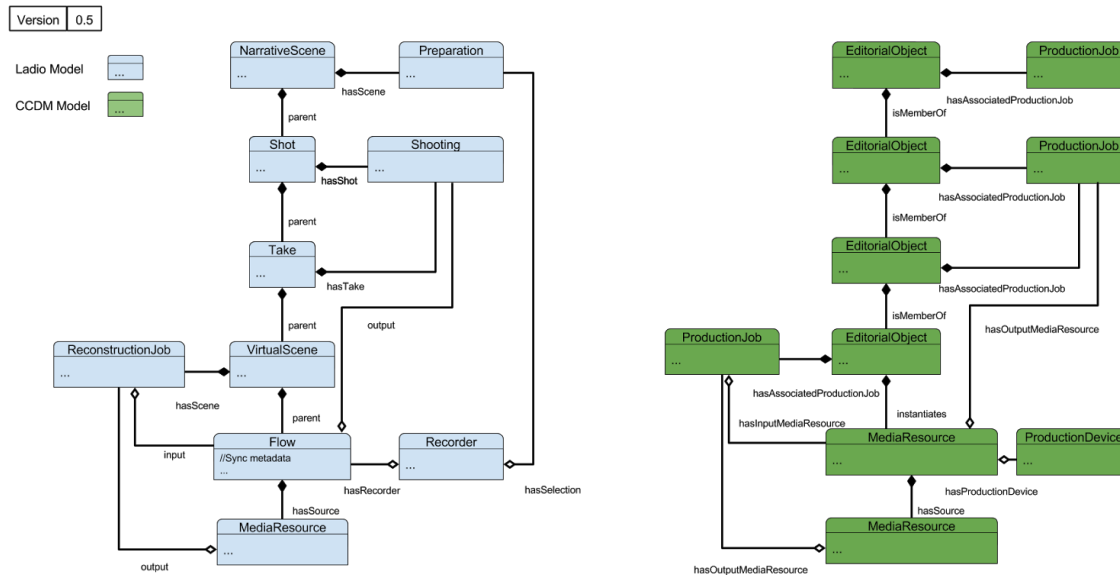 Version 0.5
Ladio Model ...
CCDM Model ...
NarrativeScene
...
Preparation
...
hasScene
parent
Shot
...
Shooting
...
hasShot
parent
Take
...
hasTake
parent
output
ReconstructionJob
...
VirtualScene
...
hasScene
parent
Flow
//Sync metadata
...
Recorder
...
input
hasRecorder
hasSelection
hasSource
MediaResource
...
output
EditorialObject
...
ProductionJob
...
hasAssociatedProductionJob
isMemberOf
EditorialObject
...
ProductionJob
...
hasAssociatedProductionJob
isMemberOf
EditorialObject
...
hasAssociatedProductionJob
isMemberOf
hasOutputMediaResource
ProductionJob
...
EditorialObject
...
hasAssociatedProductionJob
instantiates
hasInputMediaResource
MediaResource
...
ProductionDevice
...
hasProductionDevice
hasSource
MediaResource
...
hasOutputMediaResource